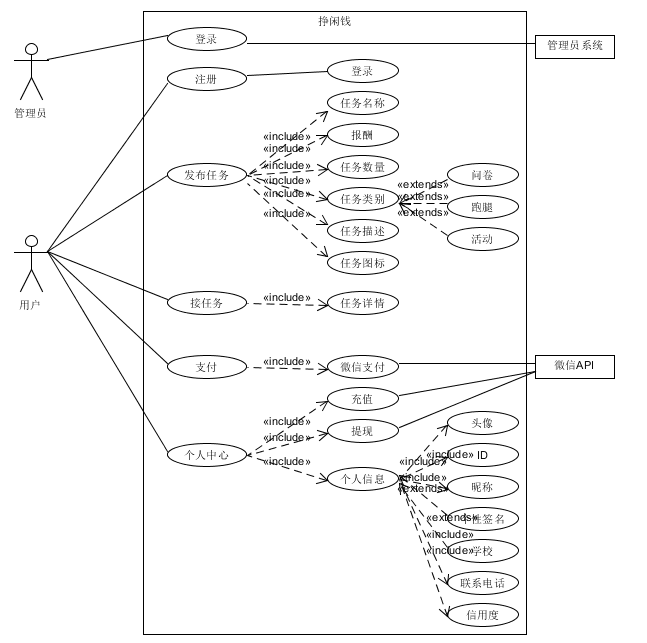 挣闲钱
登录
管理员系统
管理员
注册
登录
任务名称
«include»
报酬
«include»
«include»
任务数量
发布任务
«include»
任务类别
«include»
任务描述
«include»
任务图标
«extends»
问卷
«extends»
跑腿
«extends»
活动
用户
接任务
«include»
任务详情
支付
«include»
微信支付
微信API
充值
«include»
提现
«include»
个人中心
«include»
个人信息
头像
«include»
ID
«include»
«include»
昵称
«extends»
«extends»
个性签名
«include»
学校
«include»
联系电话
信用度